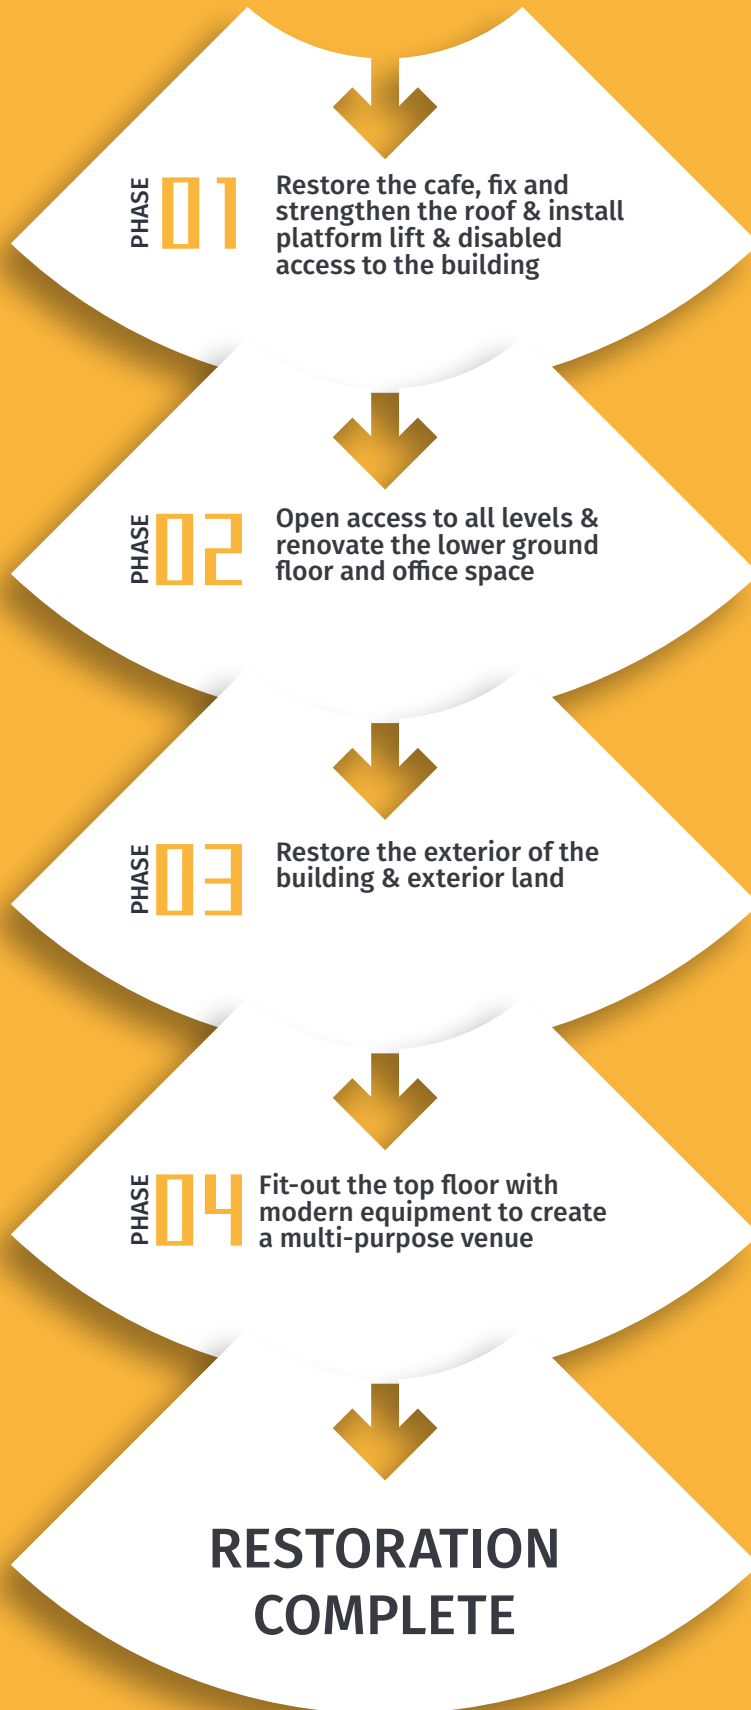 PHASE 01
Restore the cafe, fix and
strengthen the roof & install
platform lift & disabled
access to the building
PHASE 02
Open access to all levels &
renovate the lower ground
floor and office space
PHASE 03
Restore the exterior of the
building & exterior land
PHASE 04
Fit-out the top floor with
modern equipment to create
a multi-purpose venue
RESTORATION
COMPLETE